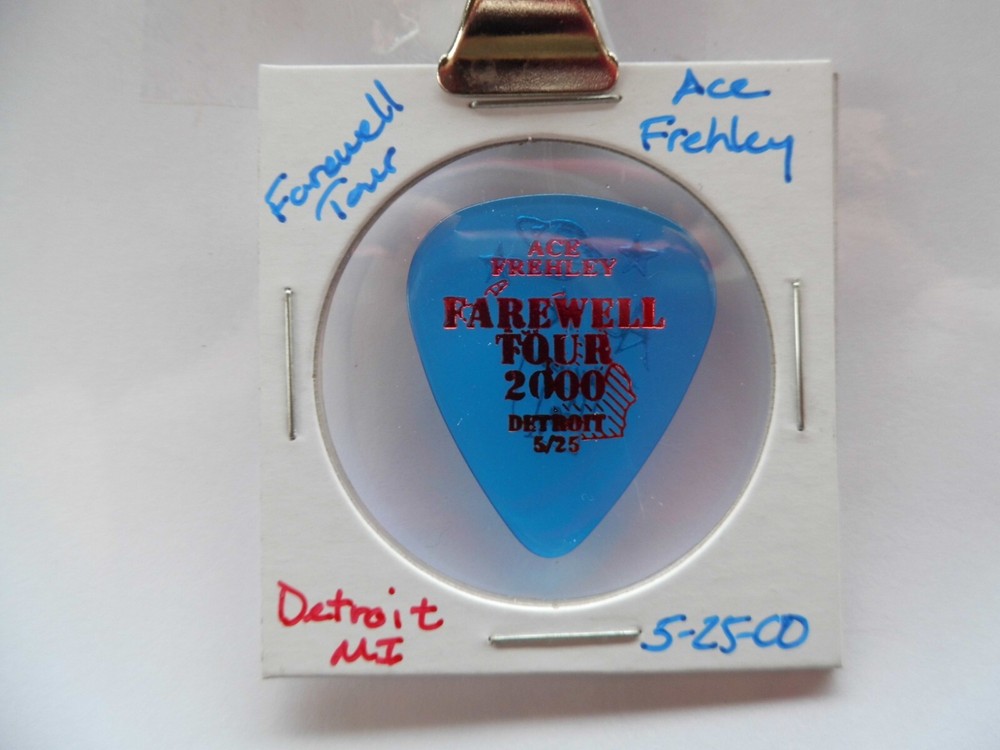 Farewell
Tour
Ace
Frehley
ACE
FREHLEY
FAREWELL
TOUR
2000
DETROIT
5/25
Detroit
MI
5-25-00